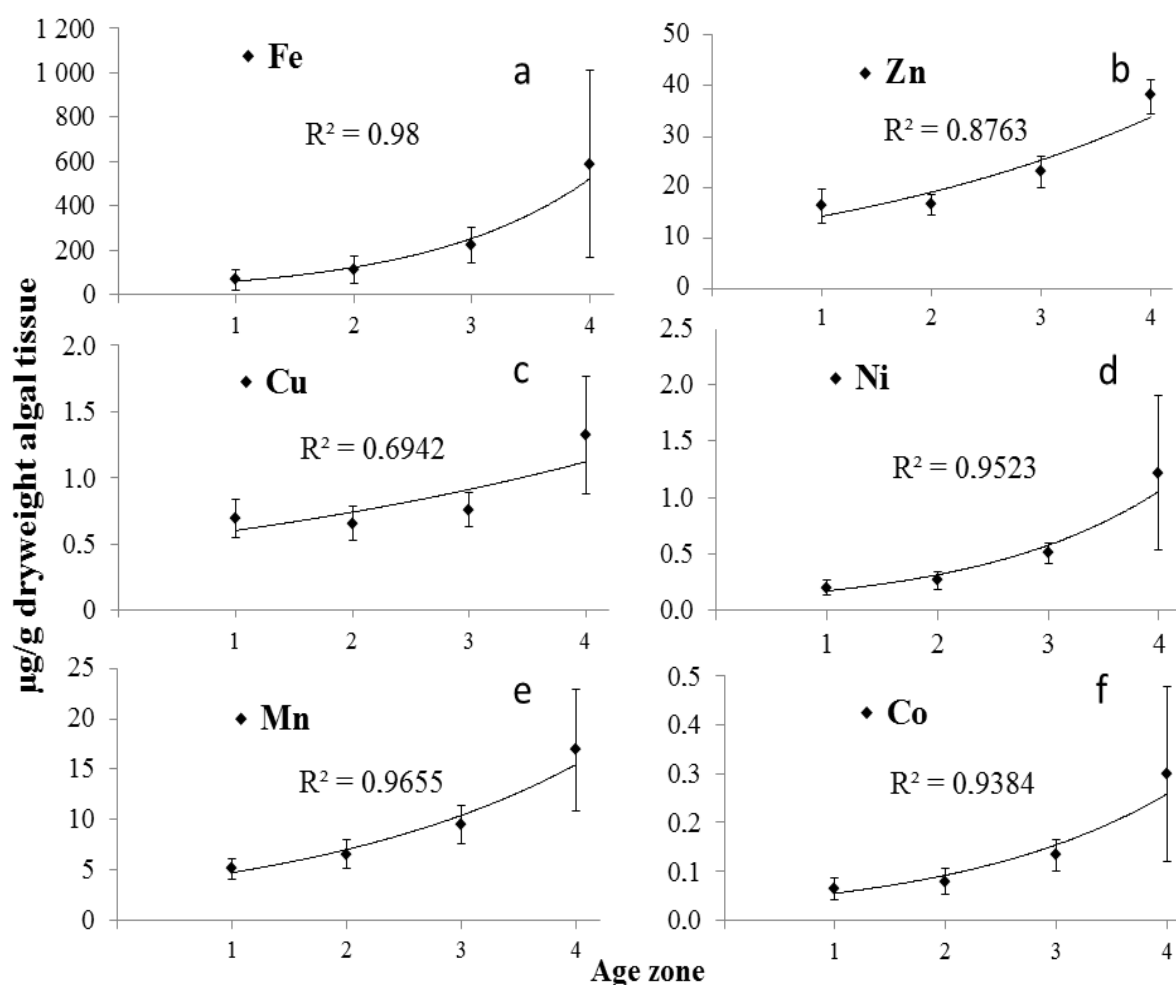 µg/g dryweight algal tissue
Fe
a
R² = 0.98
1 200
1 000
800
600
400
200
0
1 2 3 4
Zn
b
R² = 0.8763
50
40
30
20
10
0
1 2 3 4
Cu
c
R² = 0.6942
2.0
1.5
1.0
0.5
0
1 2 3 4
Ni
d
R² = 0.9523
2.5
2.0
1.5
1.0
0.5
0.0
1 2 3 4
Mn
e
R² = 0.9655
25
20
15
10
5
0
1 2 3 4
Co
f
R² = 0.9384
0.5
0.4
0.3
0.2
0.1
0.0
1 2 3 4
Age zone